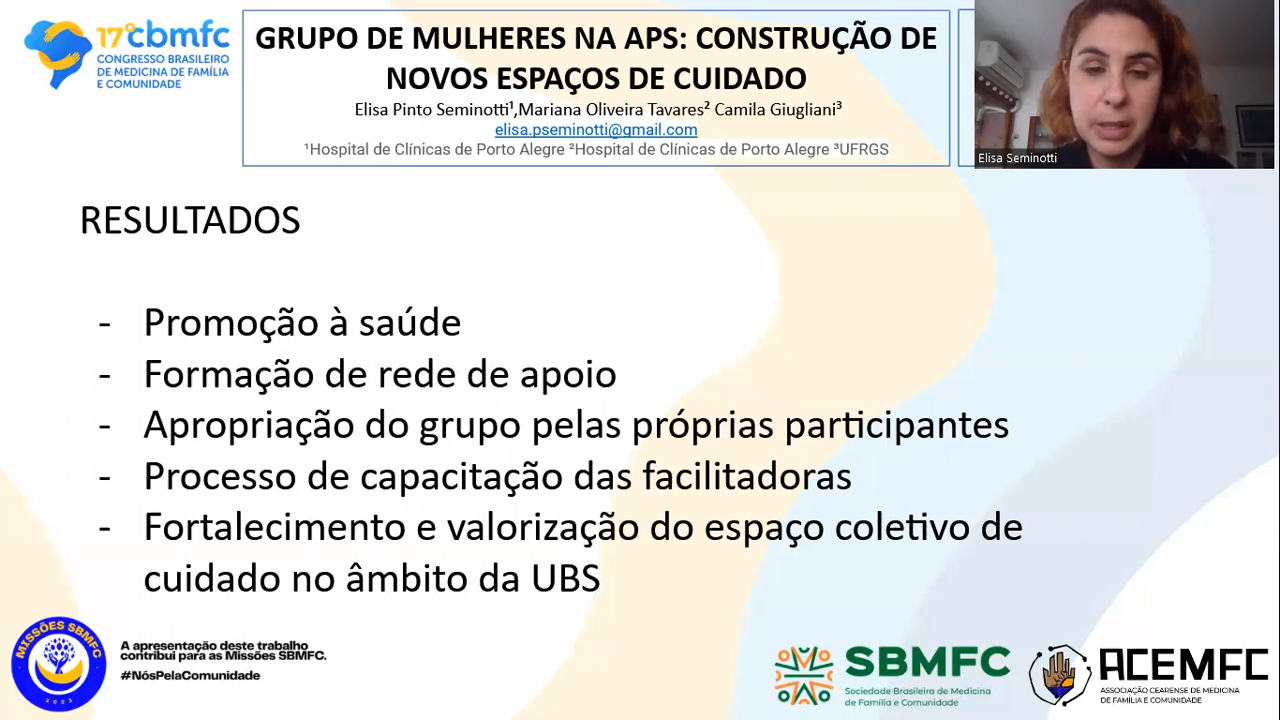 17º cbmfc
CONGRESSO BRASILEIRO
DE MEDICINA DE FAMÍLIA
E COMUNIDADE
GRUPO DE MULHERES NA APS: CONSTRUÇÃO DE
NOVOS ESPAÇOS DE CUIDADO
Elisa Pinto Seminotti¹,Mariana Oliveira Tavares² Camila Giugliani³
elisa.pseminotti@gmail.com
¹Hospital de Clínicas de Porto Alegre ²Hospital de Clínicas de Porto Alegre ³UFRGS
Elisa Seminotti
RESULTADOS
- Promoção à saúde
- Formação de rede de apoio
- Apropriação do grupo pelas próprias participantes
- Processo de capacitação das facilitadoras
- Fortalecimento e valorização do espaço coletivo de
cuidado no âmbito da UBS
MISSÕES SBMFC
2023
A apresentação deste trabalho
contribui para as Missões SBMFC.
#NósPelaComunidade
SBMFC
Sociedade Brasileira de Medicina
de Família e Comunidade
ACEMFC
ASSOCIAÇÃO CEARENSE DE MEDICINA
DE FAMÍLIA E COMUNIDADE